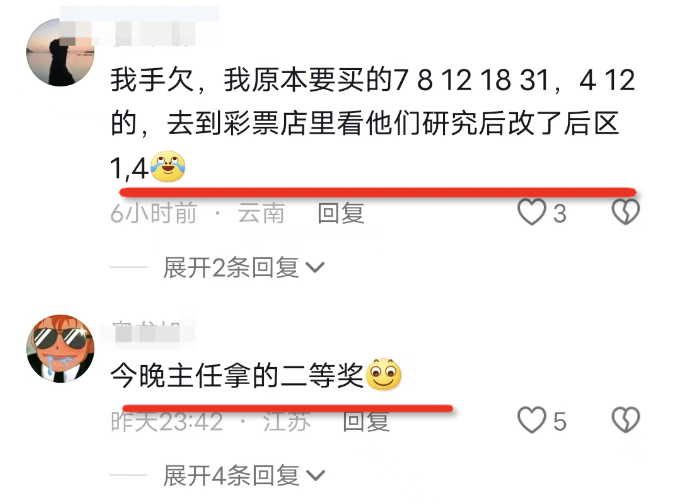 我手欠，我原本要买的7 8 12 18 31，4 12
的，去到彩票店里看他们研究后改了后区
1,4
6小时前 · 云南 回复 3
展开2条回复
今晚主任拿的二等奖
昨天23:42 · 江苏 回复 5
展开4条回复